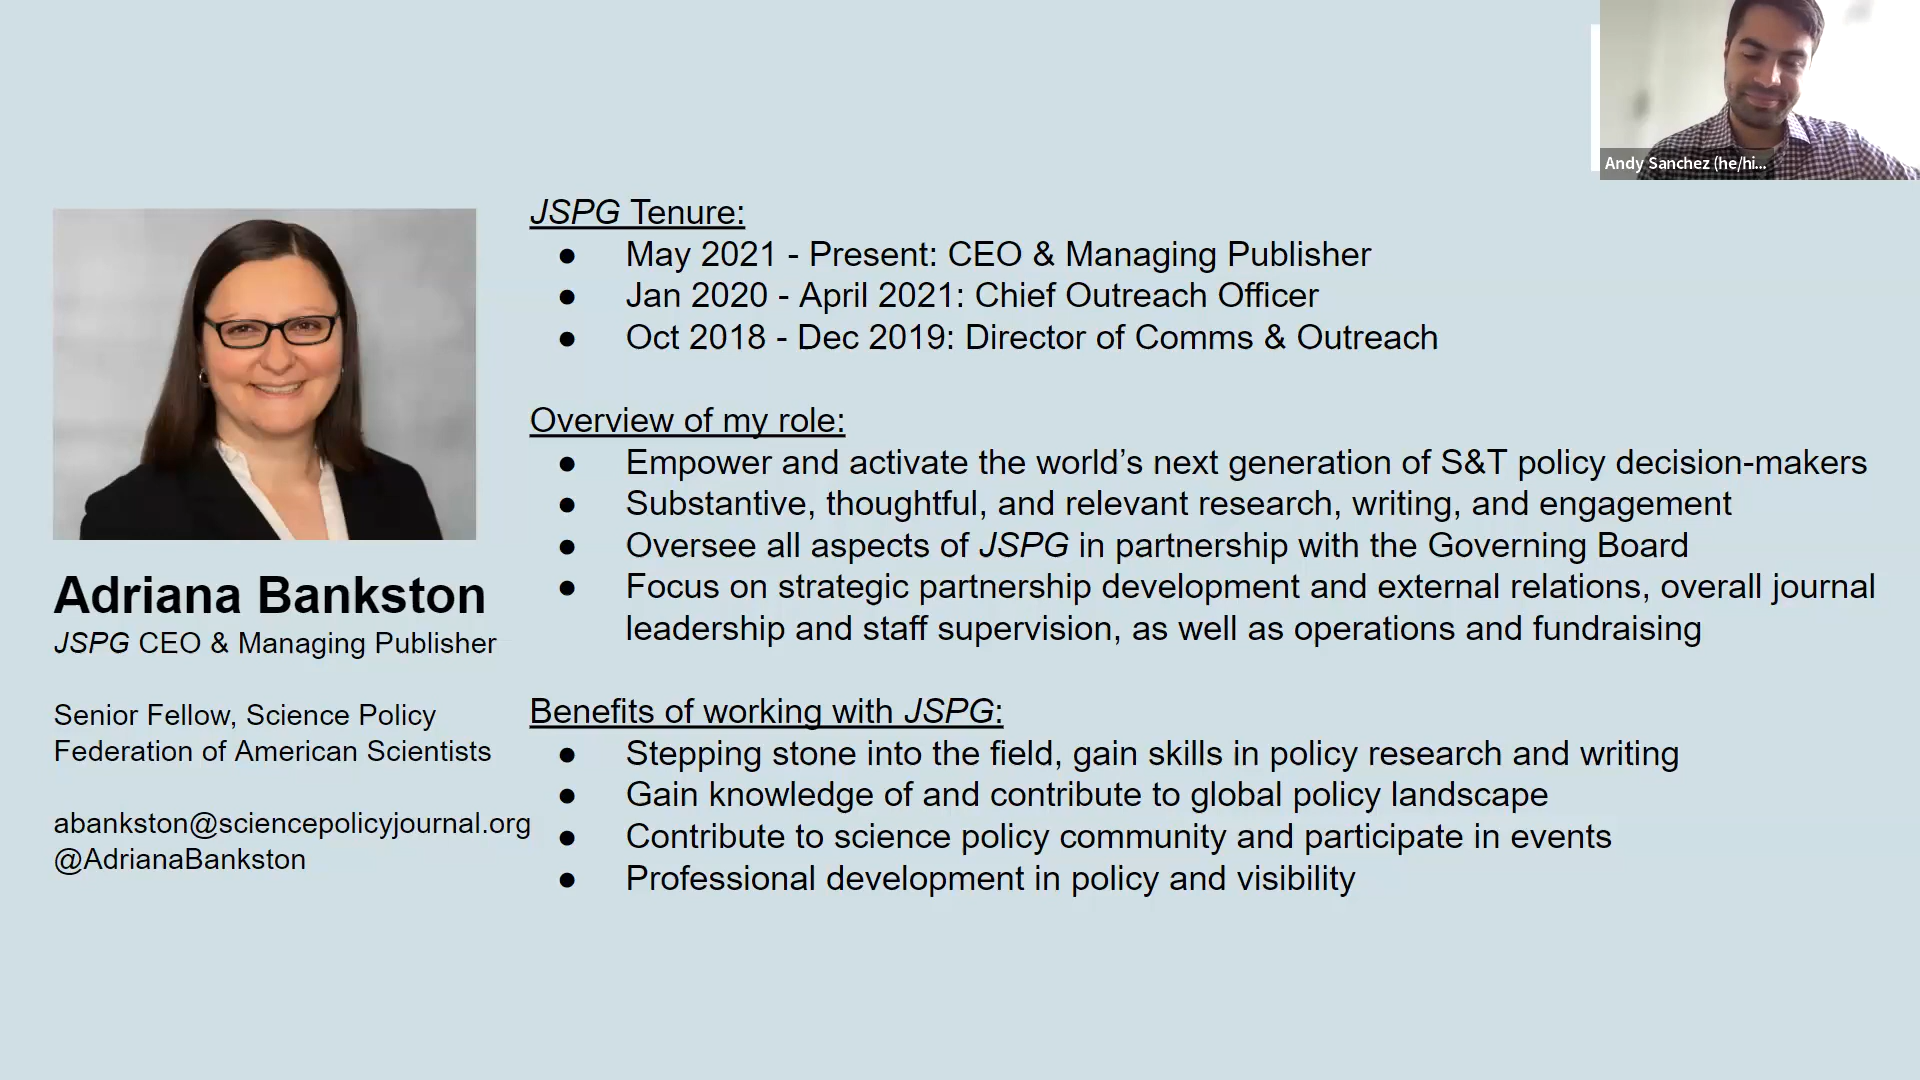 Andy Sanchez (he/hi...
JSPG Tenure:
● May 2021 - Present: CEO & Managing Publisher
● Jan 2020 - April 2021: Chief Outreach Officer
● Oct 2018 - Dec 2019: Director of Comms & Outreach
Overview of my role:
● Empower and activate the world’s next generation of S&T policy decision-makers
● Substantive, thoughtful, and relevant research, writing, and engagement
● Oversee all aspects of JSPG in partnership with the Governing Board
● Focus on strategic partnership development and external relations, overall journal
leadership and staff supervision, as well as operations and fundraising
Benefits of working with JSPG:
● Stepping stone into the field, gain skills in policy research and writing
● Gain knowledge of and contribute to global policy landscape
● Contribute to science policy community and participate in events
● Professional development in policy and visibility
Adriana Bankston
JSPG CEO & Managing Publisher
Senior Fellow, Science Policy
Federation of American Scientists
abankston@sciencepolicyjournal.org
@AdrianaBankston